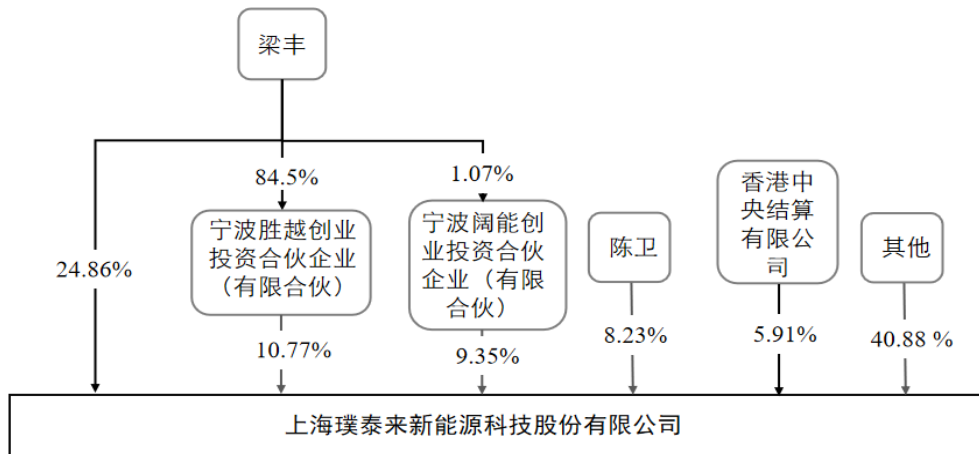 梁丰
84.5%
1.07%
宁波胜越创业
投资合伙企业
（有限合伙）
宁波阔能创
业投资合伙
企业（有限
合伙）
陈卫
香港中
央结算
有限公
司
其他
24.86%
10.77%
9.35%
8.23%
5.91%
40.88 %
上海璞泰来新能源科技股份有限公司